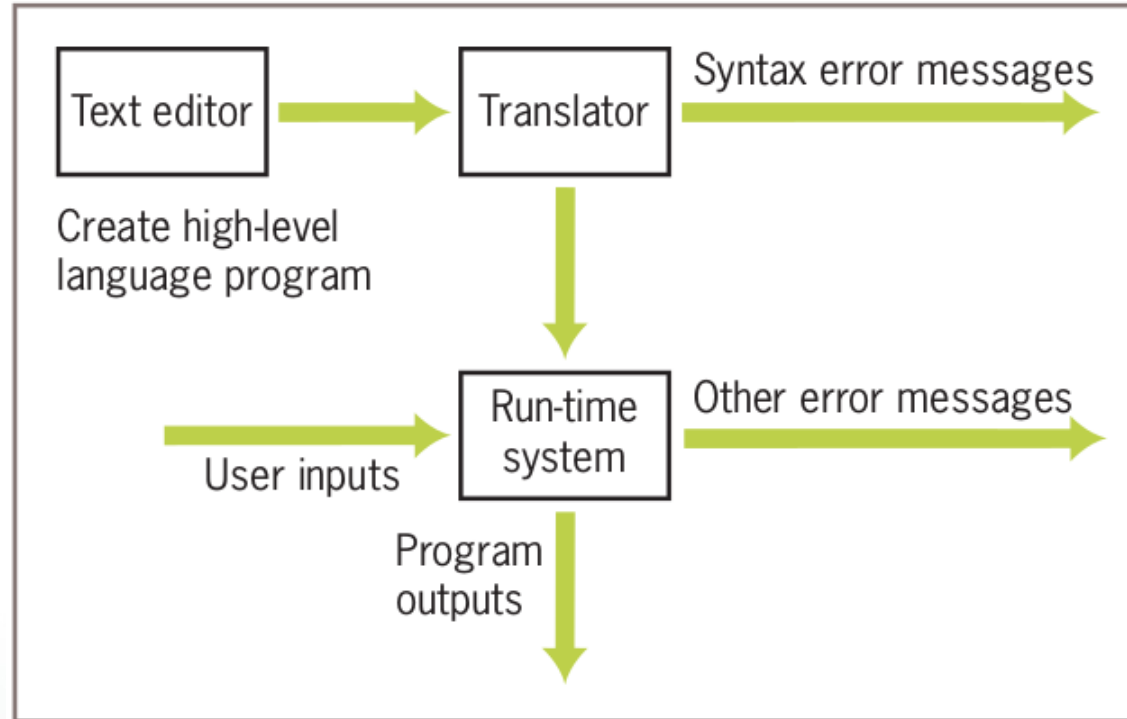 Text editor
Translator
Syntax error messages
Create high-level
language program
User inputs
Run-time
system
Other error messages
Program
outputs